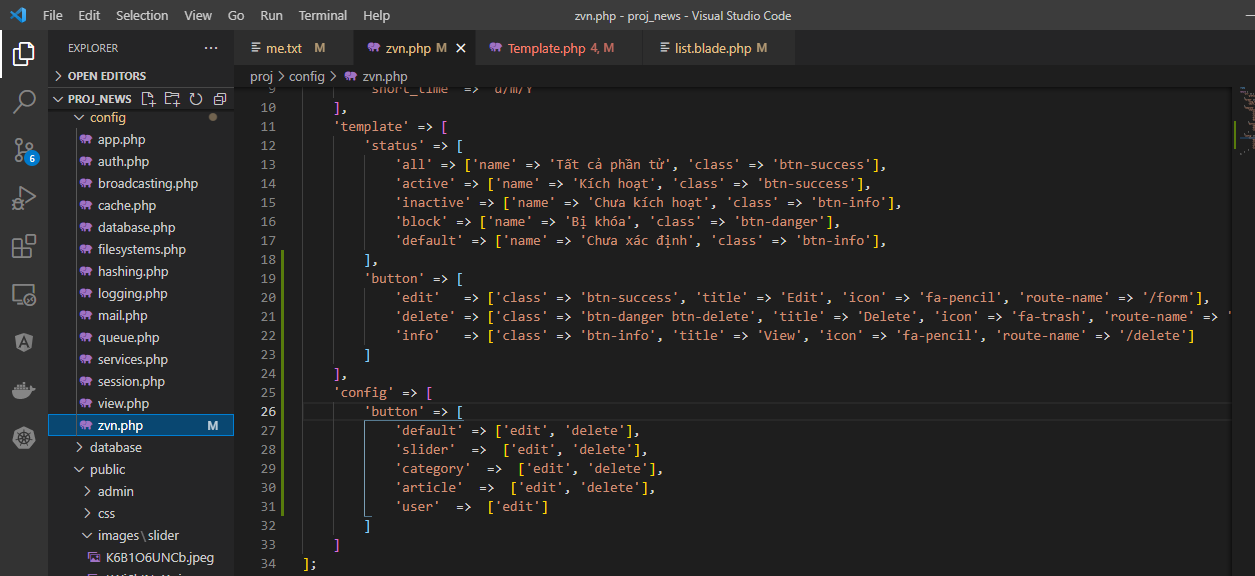 File Edit Selection View Go Run Terminal Help
zvn.php - proj_news - Visual Studio Code
EXPLORER ···
OPEN EDITORS
PROJ_NEWS
config
app.php
auth.php
broadcasting.php
cache.php
database.php
filesystems.php
hashing.php
logging.php
mail.php
queue.php
services.php
session.php
view.php
zvn.php M
database
public
admin
css
images\slider
K6B1O6UNCb.jpeg
6
me.txt M
zvn.php M
Template.php 4, M
list.blade.php M
proj > config > zvn.php
9 'short_time' => 'd/m/Y'
10 ],
11 'template' => [
12 'status' => [
13 'all' => ['name' => 'Tất cả phần tử', 'class' => 'btn-success'],
14 'active' => ['name' => 'Kích hoạt', 'class' => 'btn-success'],
15 'inactive' => ['name' => 'Chưa kích hoạt', 'class' => 'btn-info'],
16 'block' => ['name' => 'Bị khóa', 'class' => 'btn-danger'],
17 'default' => ['name' => 'Chưa xác định', 'class' => 'btn-info'],
18 ],
19 'button' => [
20 'edit' => ['class' => 'btn-success', 'title' => 'Edit', 'icon' => 'fa-pencil', 'route-name' => '/form'],
21 'delete' => ['class' => 'btn-danger btn-delete', 'title' => 'Delete', 'icon' => 'fa-trash', 'route-name' => '
22 'info' => ['class' => 'btn-info', 'title' => 'View', 'icon' => 'fa-pencil', 'route-name' => '/delete']
23 ]
24 ],
25 'config' => [
26 'button' => [
27 'default' => ['edit', 'delete'],
28 'slider' => ['edit', 'delete'],
29 'category' => ['edit', 'delete'],
30 'article' => ['edit', 'delete'],
31 'user' => ['edit']
32 ]
33 ]
34 ];